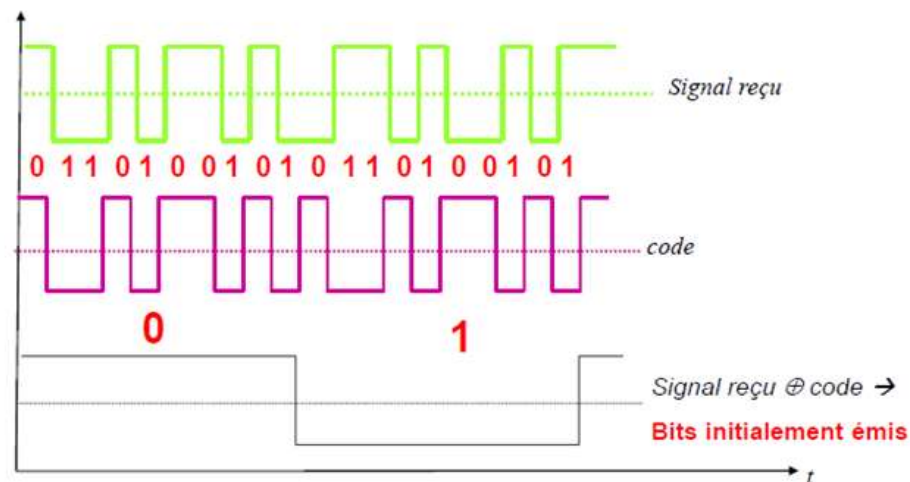 Signal reçu
0 1 1 0 1 0 0 1 0 1 0 1 1 0 1 0 0 1 0 1
code
0 1
Signal reçu ⊕ code →
Bits initialement émis
t